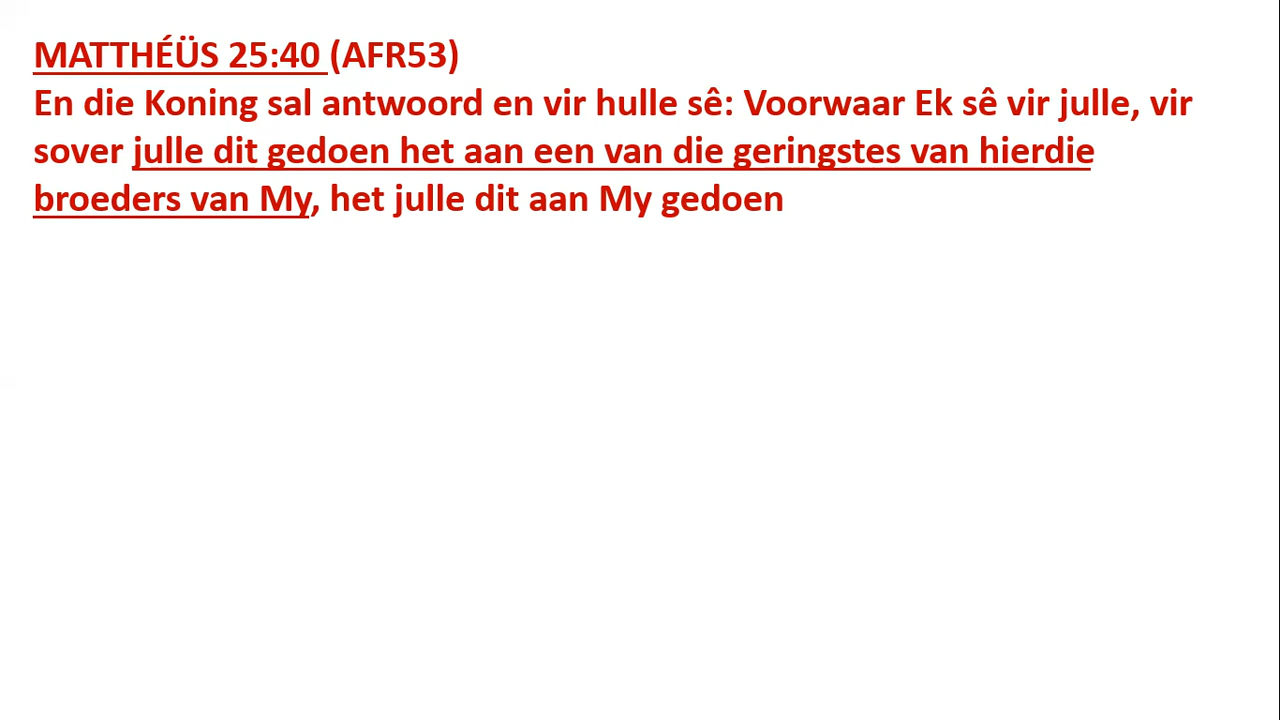 MATTHÉÜS 25:40 (AFR53)
En die Koning sal antwoord en vir hulle sê: Voorwaar Ek sê vir julle, vir
sover julle dit gedoen het aan een van die geringstes van hierdie
broeders van My, het julle dit aan My gedoen